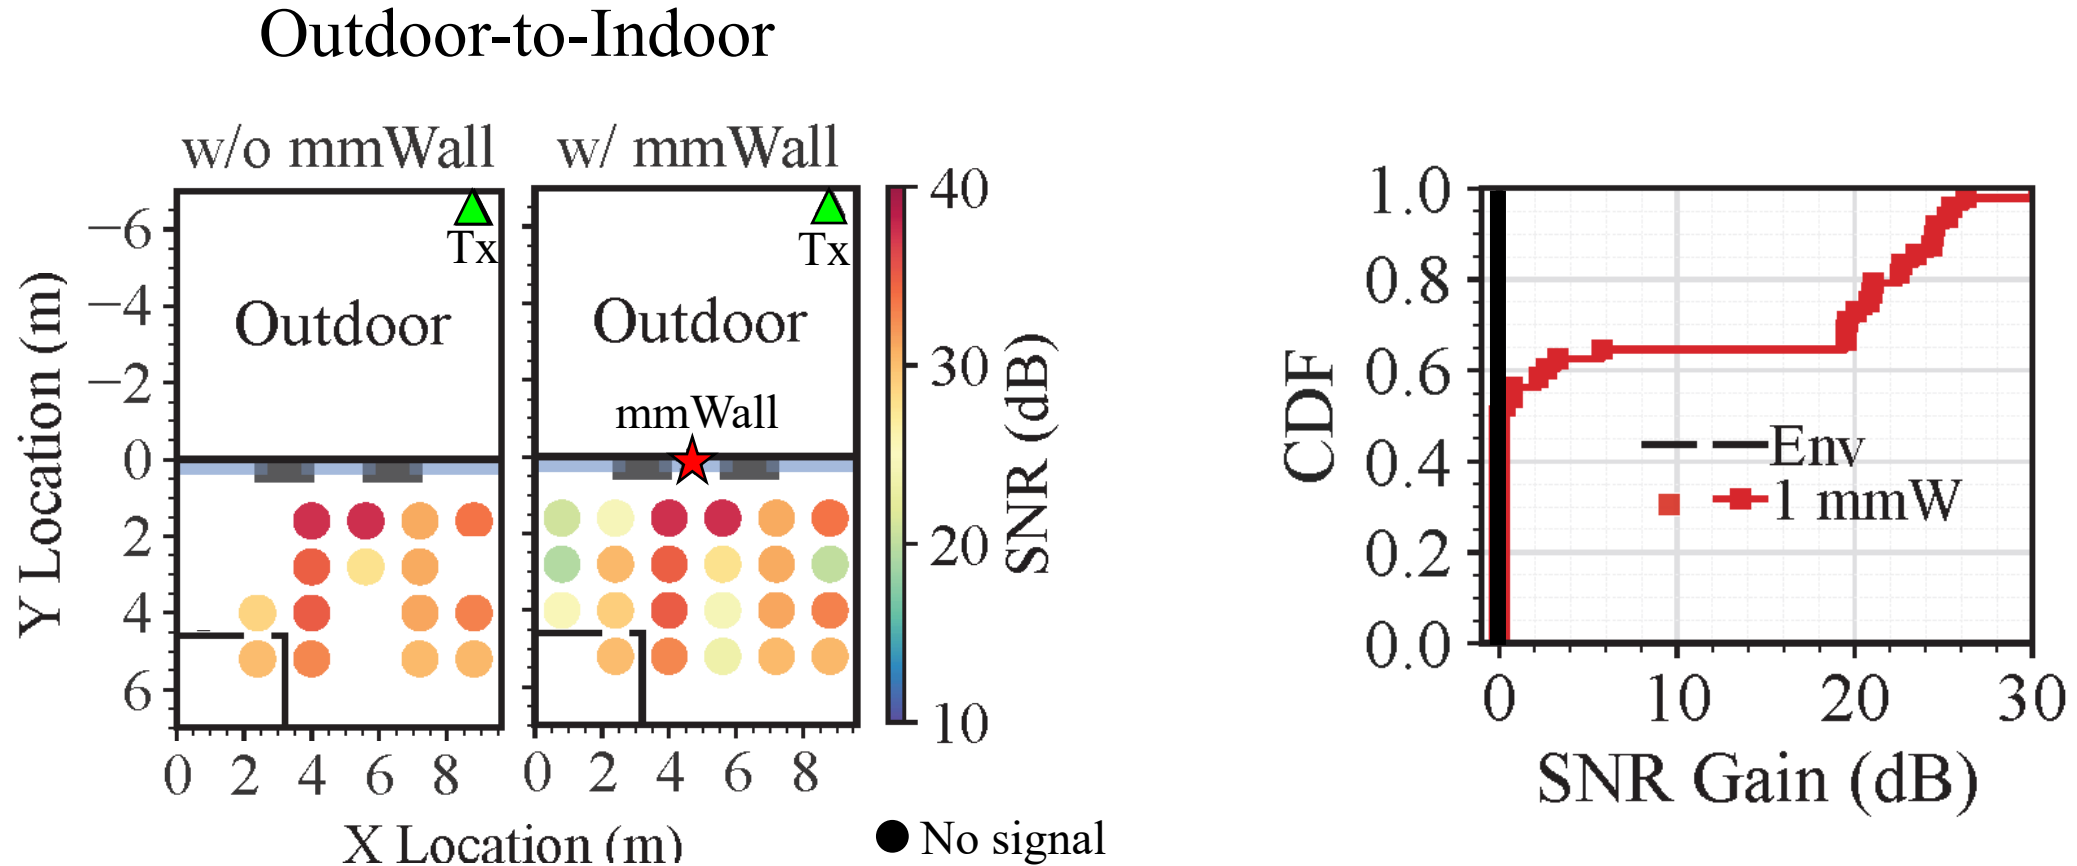 Outdoor-to-Indoor
w/o mmWall
w/ mmWall
Tx
Tx
Outdoor
Outdoor
mmWall
−6
−4
−2
0
2
4
6
Y Location (m)
0 2 4 6 8
0 2 4 6 8
X Location (m)
40
30
20
10
SNR (dB)
No signal
1.0
0.8
0.6
0.4
0.2
0.0
CDF
Env
1 mmW
0 10 20 30
SNR Gain (dB)